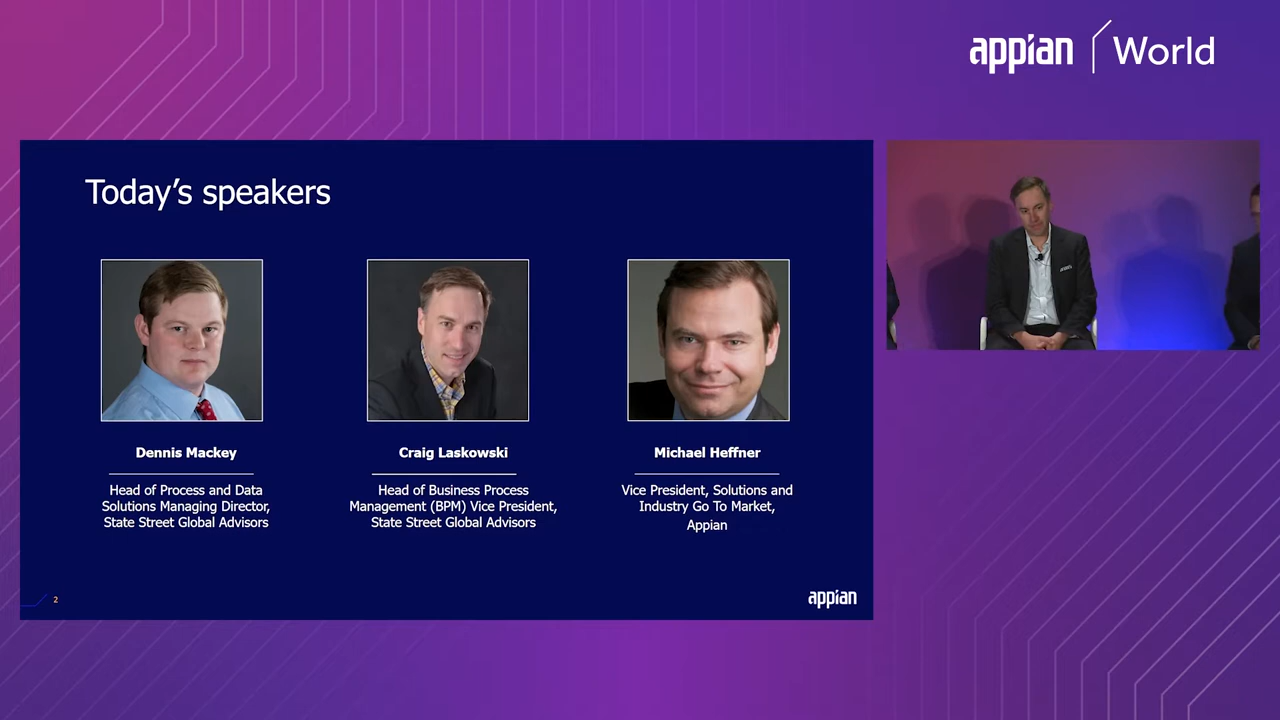 appian World
Today's speakers
Dennis Mackey
Head of Process and Data
Solutions Managing Director,
State Street Global Advisors
Craig Laskowski
Head of Business Process
Management (BPM) Vice President,
State Street Global Advisors
Michael Heffner
Vice President, Solutions and
Industry Go To Market,
Appian
2
appian